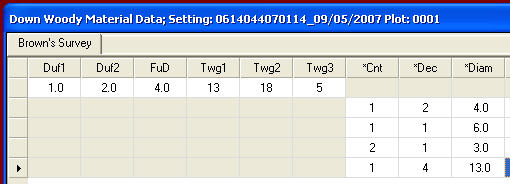 Down Woody Material Data; Setting: 0614044070114_09/05/2007 Plot: 0001
Brown's Survey
Duf1 Duf2 FuD Twg1 Twg2 Twg3 *Cnt *Dec *Diam
1.0 2.0 4.0 13 18 5
1 2 4.0
1 1 6.0
2 1 3.0
1 4 13.0